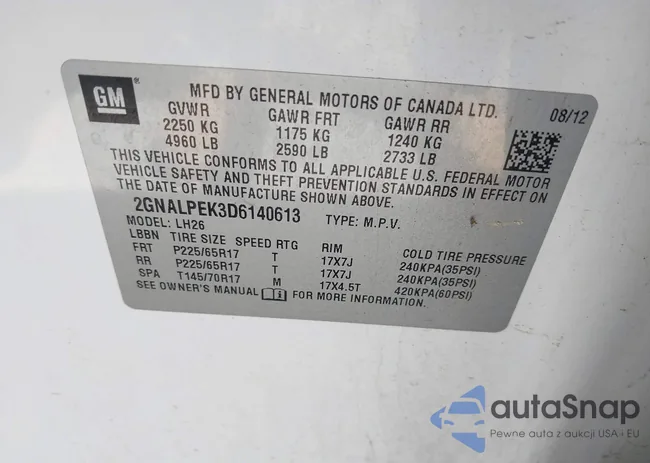 GM
MFD BY GENERAL MOTORS OF CANADA LTD.
08/12
GVWR GAWR FRT GAWR RR
2250 KG 1175 KG 1240 KG
4960 LB 2590 LB 2733 LB
THIS VEHICLE CONFORMS TO ALL APPLICABLE U.S. FEDERAL MOTOR
VEHICLE SAFETY AND THEFT PREVENTION STANDARDS IN EFFECT ON
THE DATE OF MANUFACTURE SHOWN ABOVE.
2GNALPEK3D6140613 TYPE: M.P.V.
MODEL: LH26
LBBN TIRE SIZE SPEED RTG RIM COLD TIRE PRESSURE
FRT P225/65R17 T 17X7J 240KPA(35PSI)
RR P225/65R17 T 17X7J 240KPA(35PSI)
SPA T145/70R17 M 17X4.5T 420KPA(60PSI)
SEE OWNER'S MANUAL FOR MORE INFORMATION.
autaSnap
Pewne auta z aukcji USA i EU